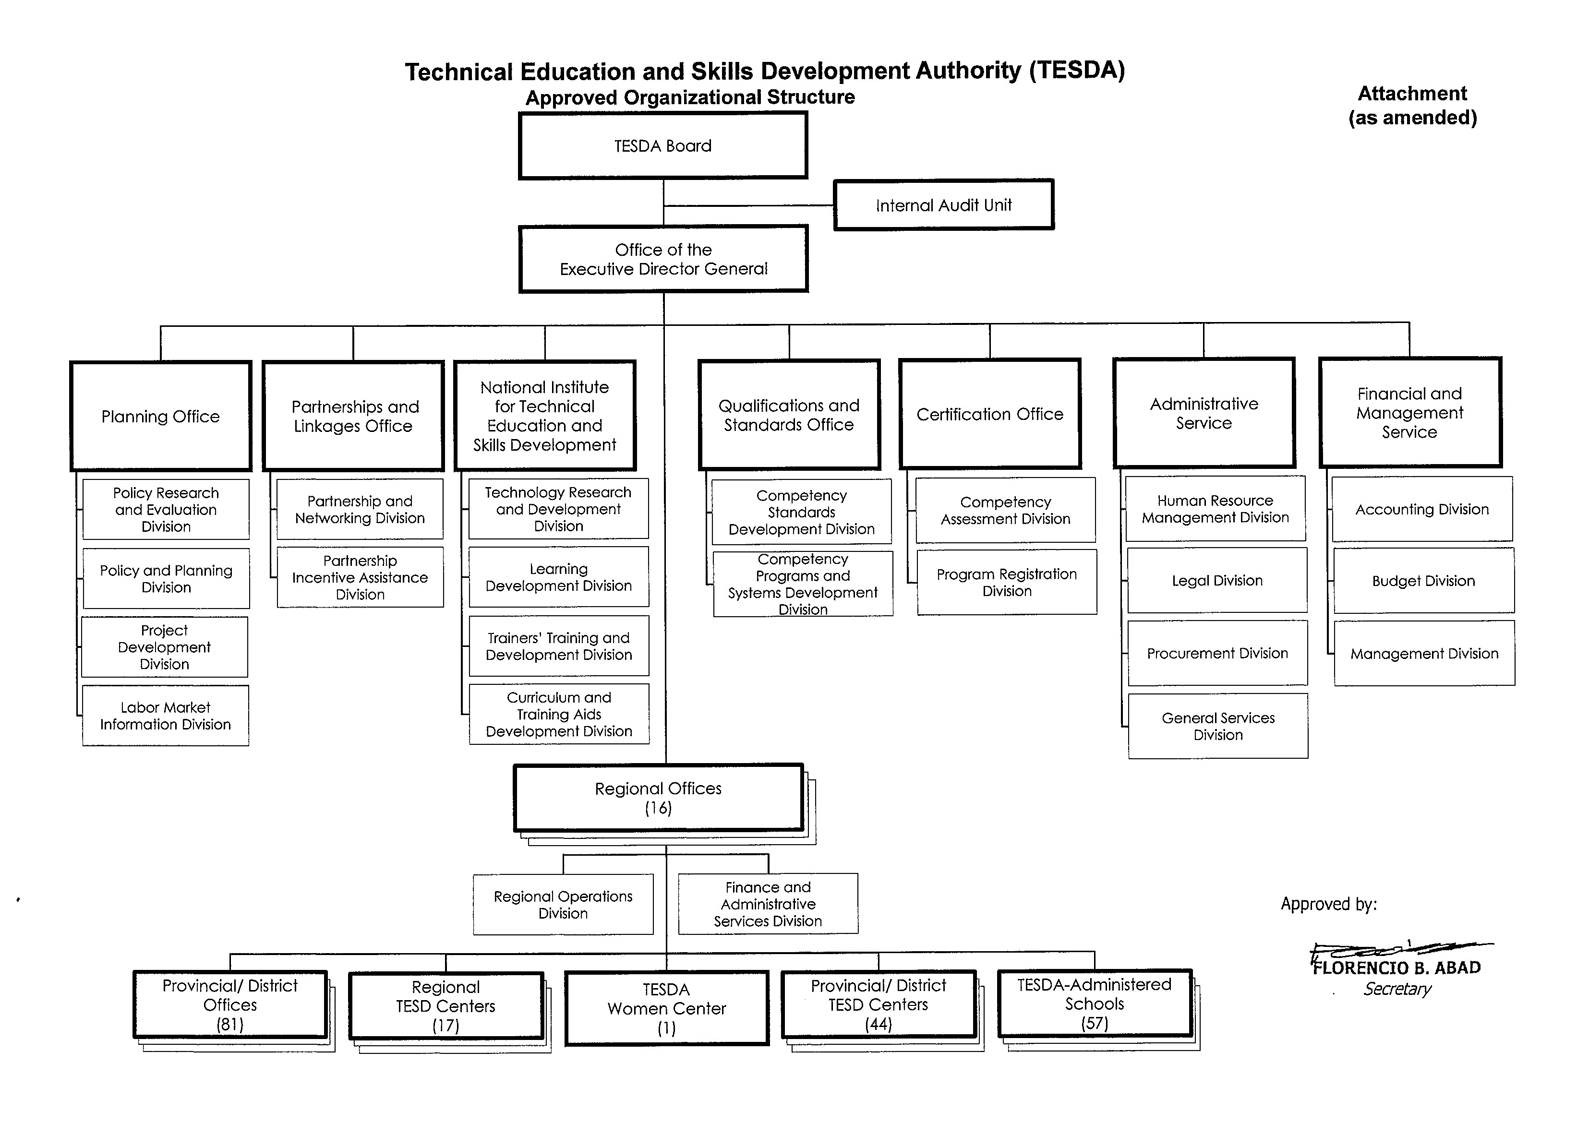 Technical Education and Skills Development Authority (TESDA)
Approved Organizational Structure
Attachment
(as amended)
TESDA Board
Internal Audit Unit
Office of the
Executive Director General
Planning Office
Partnerships and
Linkages Office
National Institute
for Technical
Education and
Skills Development
Qualifications and
Standards Office
Certification Office
Administrative
Service
Financial and
Management
Service
Policy Research
and Evaluation
Division
Policy and Planning
Division
Project
Development
Division
Labor Market
Information Division
Partnership and
Networking Division
Partnership
Incentive Assistance
Division
Technology Research
and Development
Division
Learning
Development Division
Trainers' Training and
Development Division
Curriculum and
Training Aids
Development Division
Competency
Standards
Development Division
Competency
Programs and
Systems Development
Division
Competency
Assessment Division
Program Registration
Division
Human Resource
Management Division
Legal Division
Procurement Division
General Services
Division
Accounting Division
Budget Division
Management Division
Regional Offices
(16)
Regional Operations
Division
Finance and
Administrative
Services Division
Provincial/ District
Offices
(81)
Regional
TESD Centers
(17)
TESDA
Women Center
(1)
Provincial/ District
TESD Centers
(44)
TESDA-Administered
Schools
(57)
Approved by:
FLORENCIO B. ABAD
Secretary